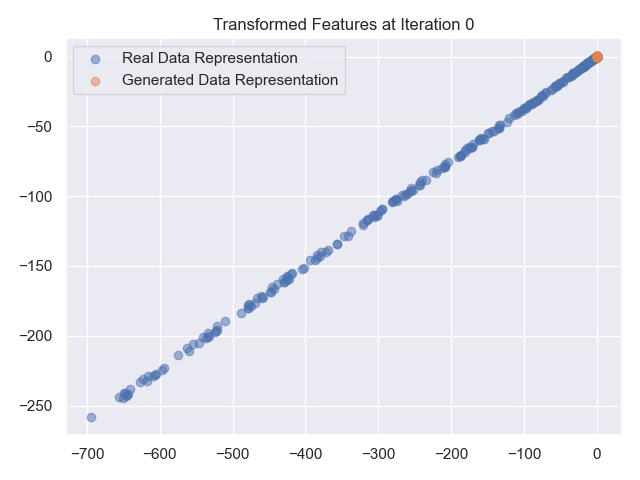 Transformed Features at Iteration 0
Real Data Representation
Generated Data Representation
0
−50
−100
−150
−200
−250
−700 −600 −500 −400 −300 −200 −100 0